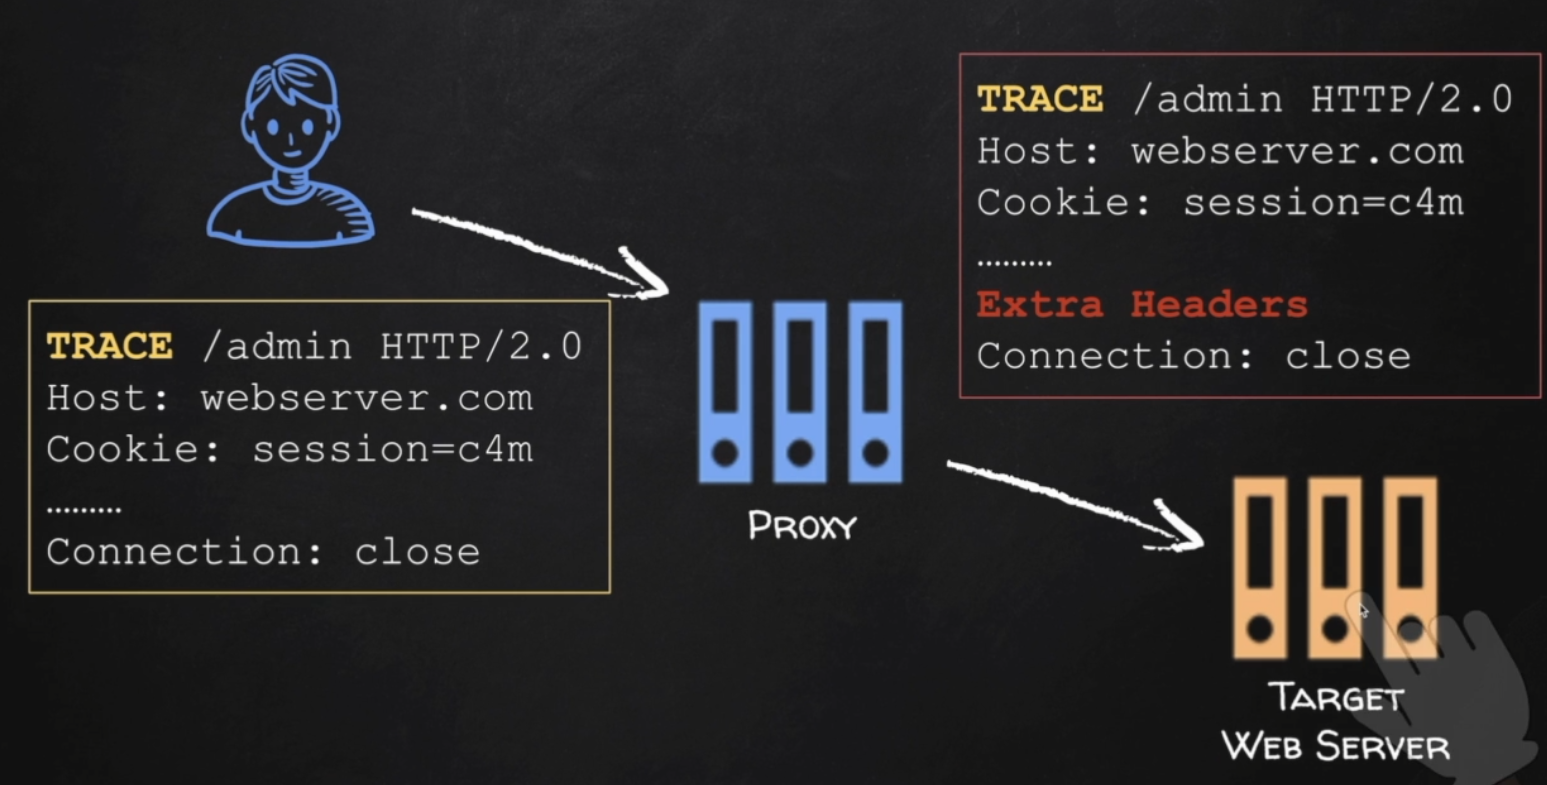 TRACE /admin HTTP/2.0
Host: webserver.com
Cookie: session=c4m
.........
Connection: close
PROXY
TRACE /admin HTTP/2.0
Host: webserver.com
Cookie: session=c4m
.........
Extra Headers
Connection: close
TARGET
WEB SERVER